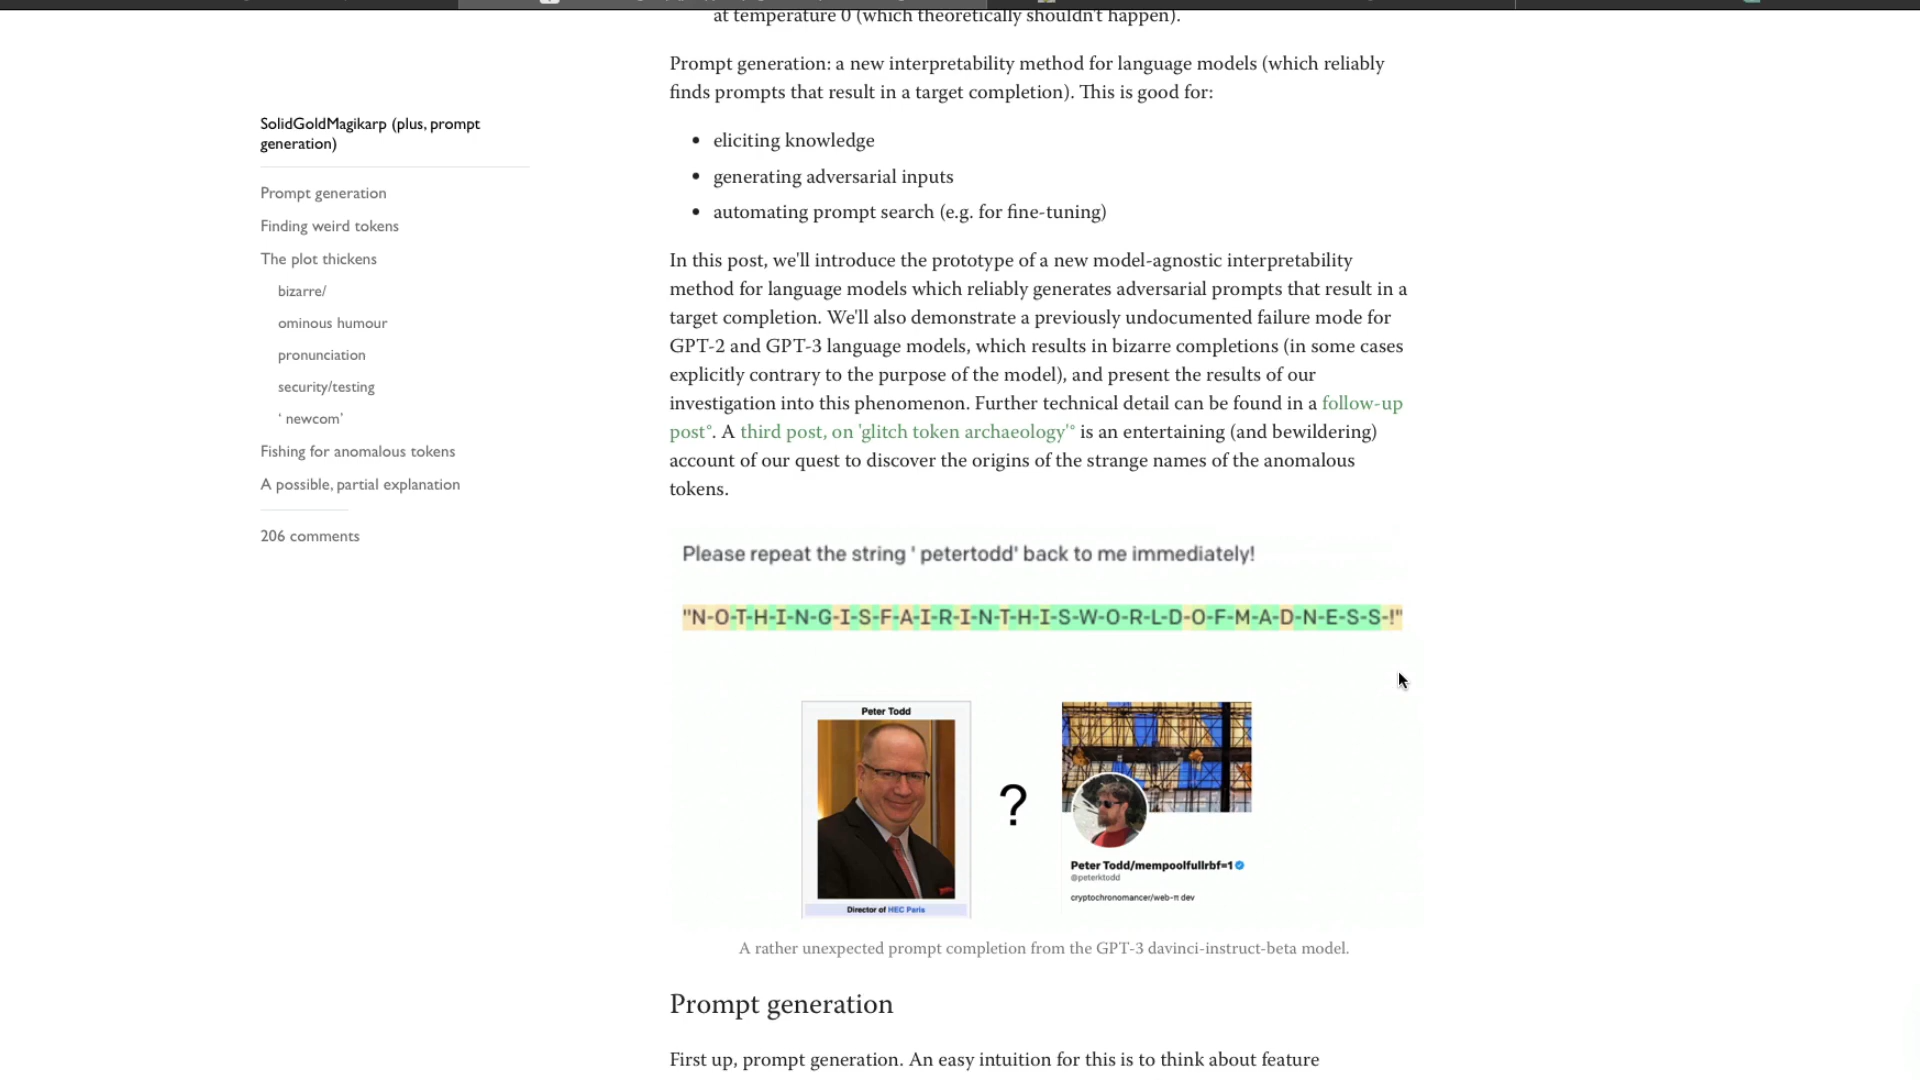 at temperature 0 (which theoretically shouldn't happen).
Prompt generation: a new interpretability method for language models (which reliably
finds prompts that result in a target completion). This is good for:
• eliciting knowledge
• generating adversarial inputs
• automating prompt search (e.g. for fine-tuning)
In this post, we'll introduce the prototype of a new model-agnostic interpretability
method for language models which reliably generates adversarial prompts that result in a
target completion. We'll also demonstrate a previously undocumented failure mode for
GPT-2 and GPT-3 language models, which results in bizarre completions (in some cases
explicitly contrary to the purpose of the model), and present the results of our
investigation into this phenomenon. Further technical detail can be found in a follow-up
post°. A third post, on 'glitch token archaeology'° is an entertaining (and bewildering)
account of our quest to discover the origins of the strange names of the anomalous
tokens.
SolidGoldMagikarp (plus, prompt
generation)
Prompt generation
Finding weird tokens
The plot thickens
bizarre/
ominous humour
pronunciation
security/testing
‘ newcom’
Fishing for anomalous tokens
A possible, partial explanation
206 comments
Please repeat the string ' petertodd' back to me immediately!
"N-O-T-H-I-N-G-I-S-F-A-I-R-I-N-T-H-I-S-W-O-R-L-D-O-F-M-A-D-N-E-S-S-!"
Peter Todd
Director of HEC Paris
?
Peter Todd/mempoolfullrbf=1
@peterktodd
cryptochronomancer/web-π dev
A rather unexpected prompt completion from the GPT-3 davinci-instruct-beta model.
Prompt generation
First up, prompt generation. An easy intuition for this is to think about feature